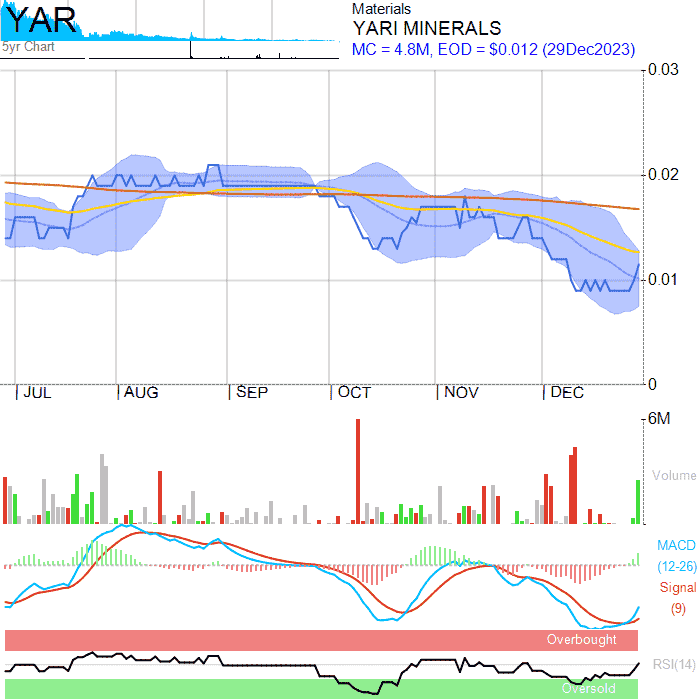 YAR
5yr Chart
Materials
YARI MINERALS
MC = 4.8M, EOD = $0.012 (29Dec2023)
0.03
0.02
0.01
0
JUL AUG SEP OCT NOV DEC
6M
Volume
MACD
(12-26)
Signal
(9)
Overbought
RSI(14)
Oversold